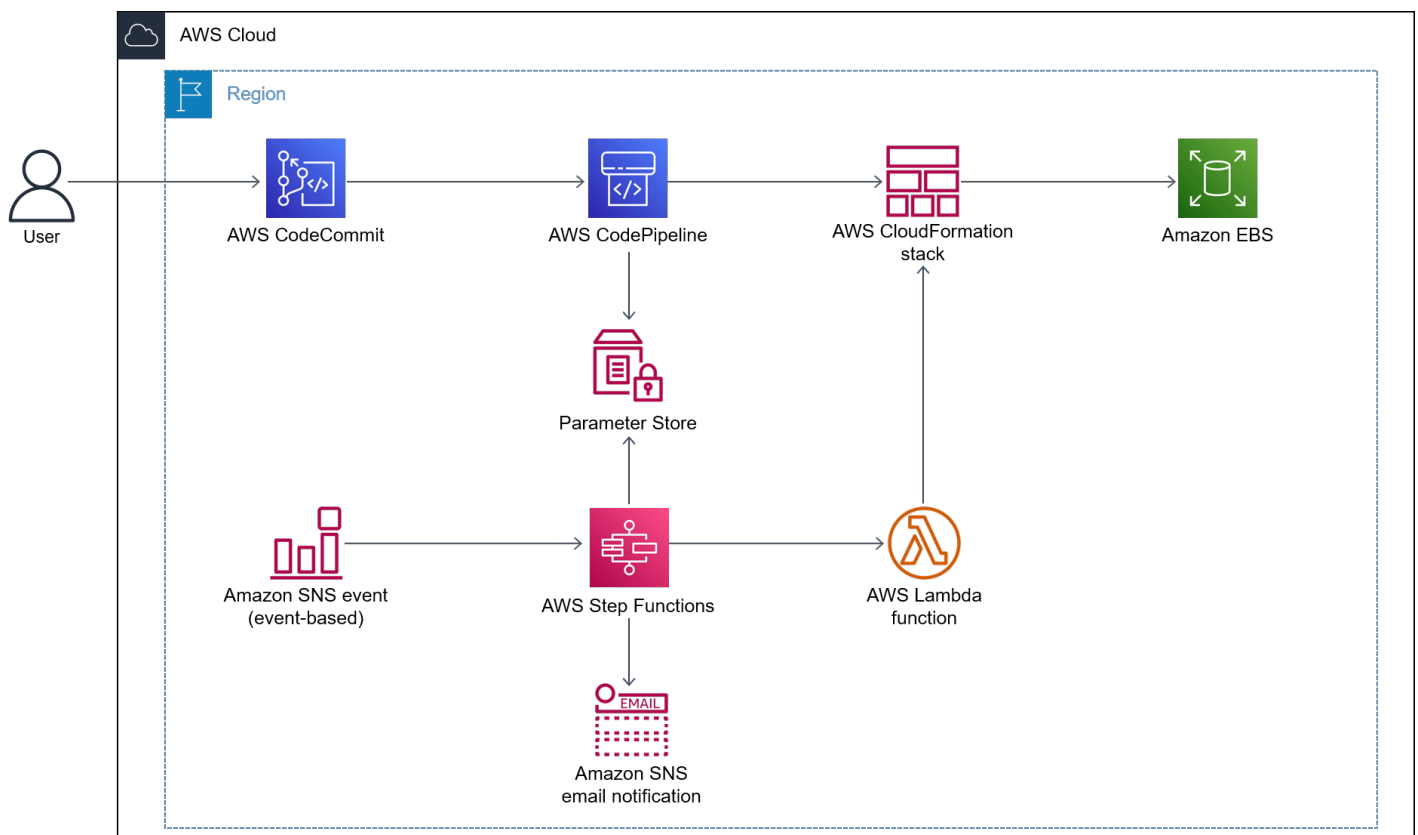 AWS Cloud
Region
User
AWS CodeCommit
AWS CodePipeline
AWS CloudFormation
stack
Amazon EBS
Parameter Store
Amazon SNS event
(event-based)
AWS Step Functions
AWS Lambda
function
EMAIL
Amazon SNS
email notification